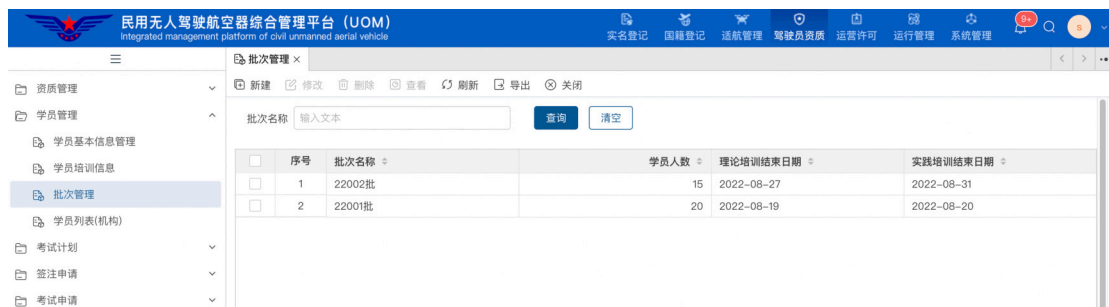 民用无人驾驶航空器综合管理平台（UOM）
Integrated management platform of civil unmanned aerial vehicle
实名登记 国籍登记 适航管理 驾驶员资质 运营许可 运行管理 系统管理 9+ S
批次管理 ×
资质管理
学员管理
学员基本信息管理
学员培训信息
批次管理
学员列表(机构)
考试计划
签注申请
考试申请
新建 修改 删除 查看 刷新 导出 关闭
批次名称 输入文本 查询 清空
序号 批次名称 学员人数 理论培训结束日期 实践培训结束日期
1 22002批 15 2022-08-27 2022-08-31
2 22001批 20 2022-08-19 2022-08-20